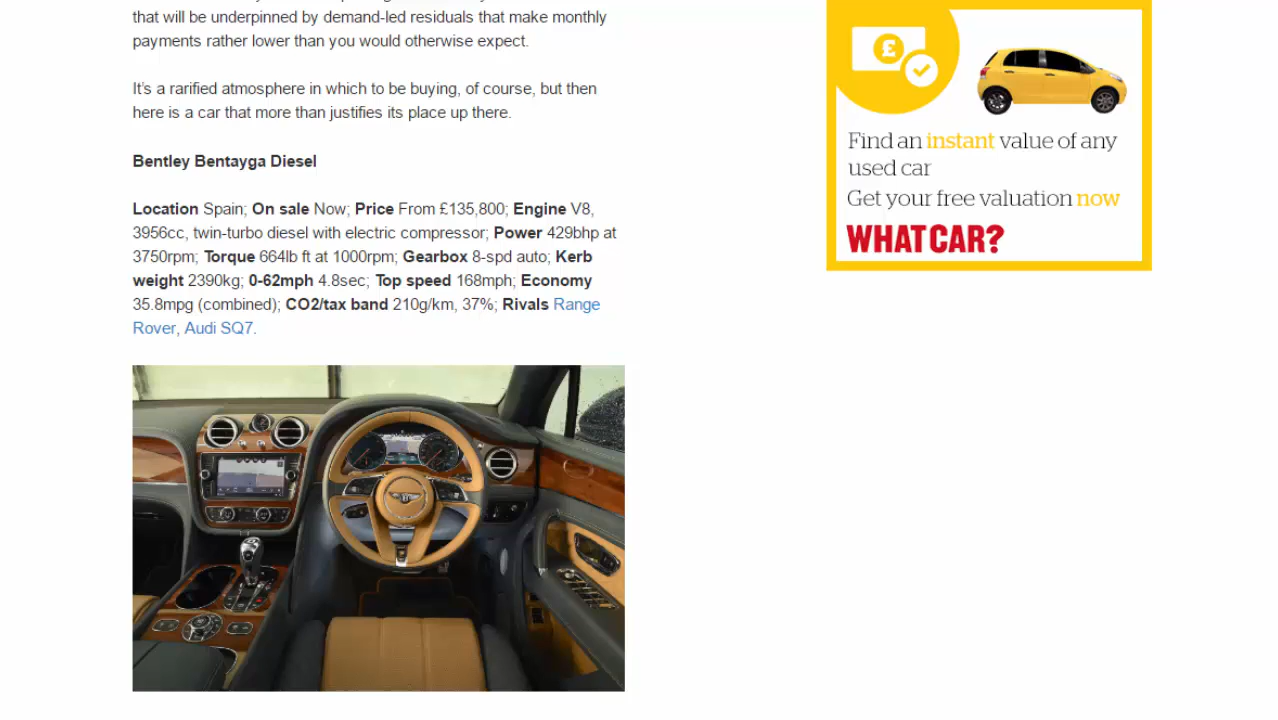 that will be underpinned by demand-led residuals that make monthly
payments rather lower than you would otherwise expect.
It's a rarified atmosphere in which to be buying, of course, but then
here is a car that more than justifies its place up there.
Bentley Bentayga Diesel
Location Spain; On sale Now; Price From £135,800; Engine V8,
3956cc, twin-turbo diesel with electric compressor; Power 429bhp at
3750rpm; Torque 664lb ft at 1000rpm; Gearbox 8-spd auto; Kerb
weight 2390kg; 0-62mph 4.8sec; Top speed 168mph; Economy
35.8mpg (combined); CO2/tax band 210g/km, 37%; Rivals Range
Rover, Audi SQ7.
£
Find an instant value of any
used car
Get your free valuation now
WHAT CAR?